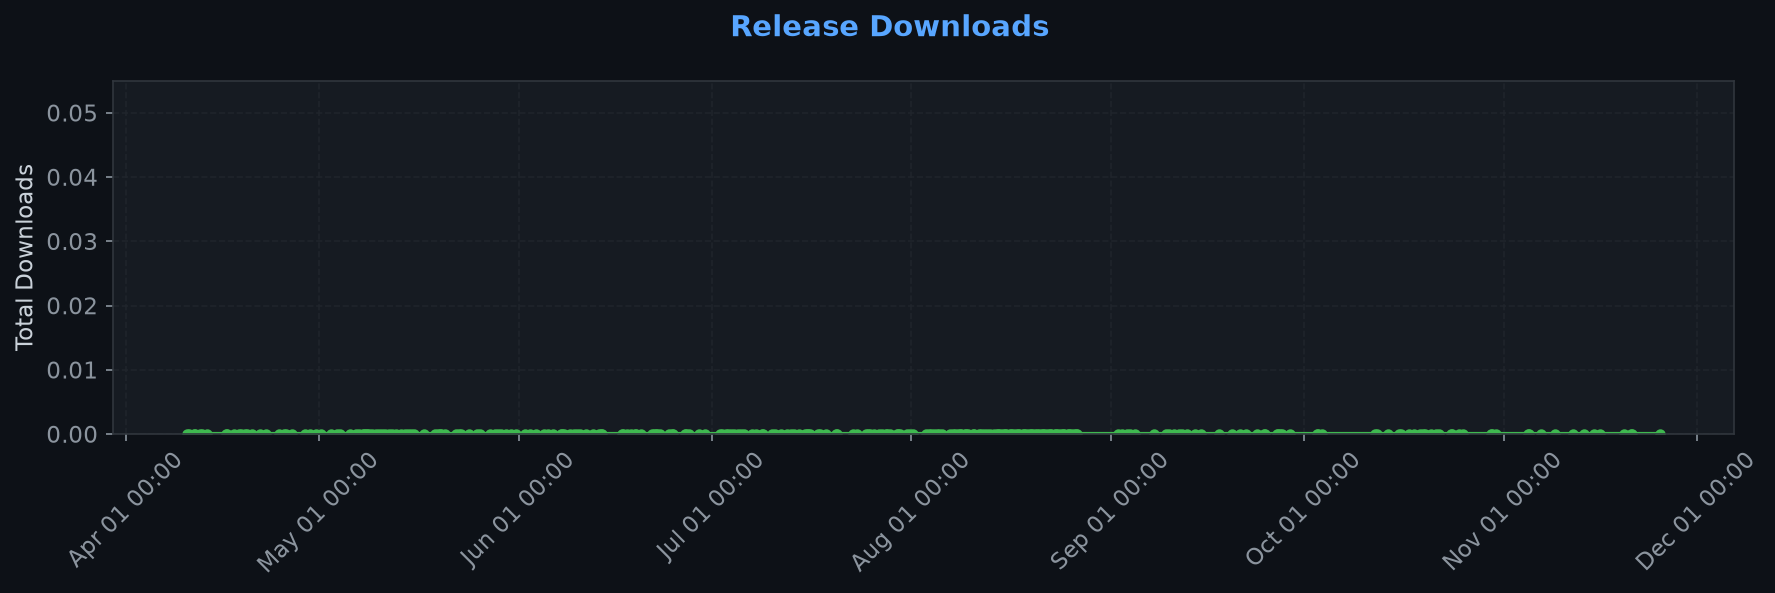 Release Downloads
Total Downloads
0.05
0.04
0.03
0.02
0.01
0.00
Apr 01 00:00
May 01 00:00
Jun 01 00:00
Jul 01 00:00
Aug 01 00:00
Sep 01 00:00
Oct 01 00:00
Nov 01 00:00
Dec 01 00:00